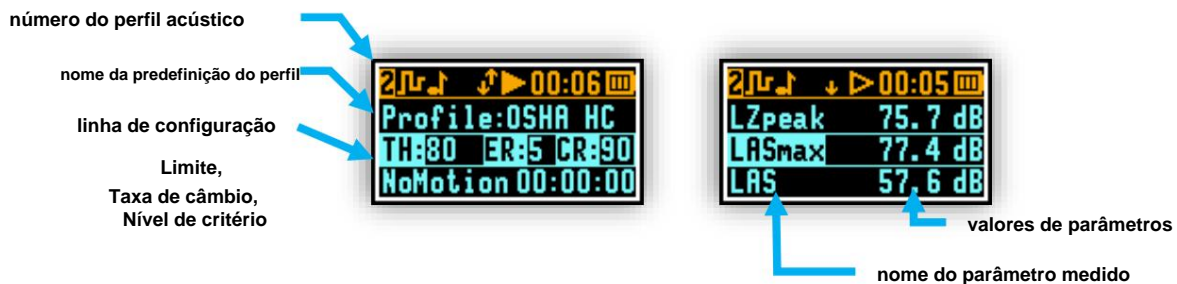 número do perfil acústico
nome da predefinição do perfil
linha de configuração
Limite,
Taxa de câmbio,
Nível de critério
2 00:06
Profile:OSHA HC
TH:80 ER:5 CR:90
NoMotion 00:00:00
2 00:05
LZpeak 75.7 dB
LASmax 77.4 dB
LAS 57.6 dB
valores de parâmetros
nome do parâmetro medido